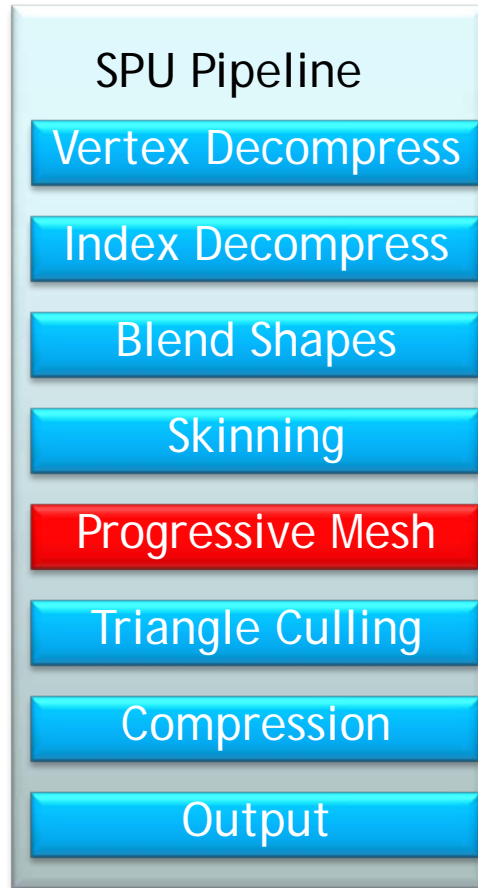 SPU Pipeline
Vertex Decompress
Index Decompress
Blend Shapes
Skinning
Progressive Mesh
Triangle Culling
Compression
Output